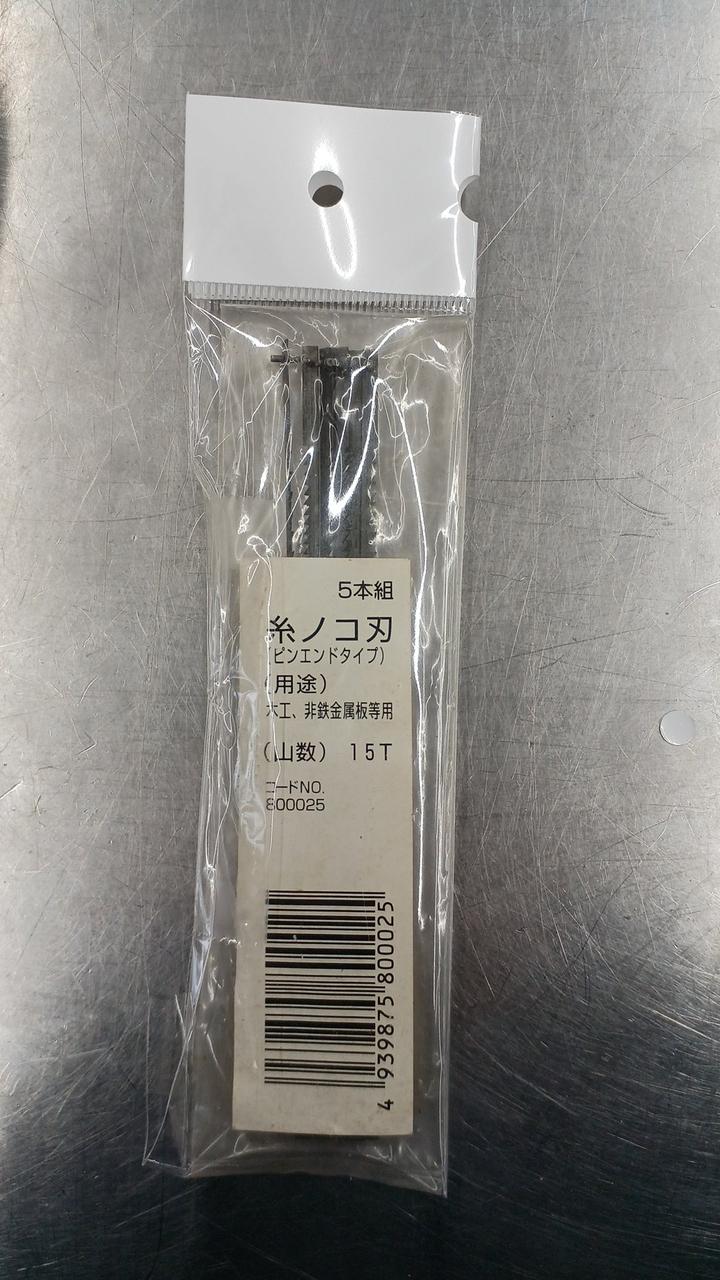 5本組
糸ノコ刃
(ピンエンドタイプ)
(用途)
木工、非鉄金属板等用
(山数) 15T
コードNO.
800025
4 939875 800025